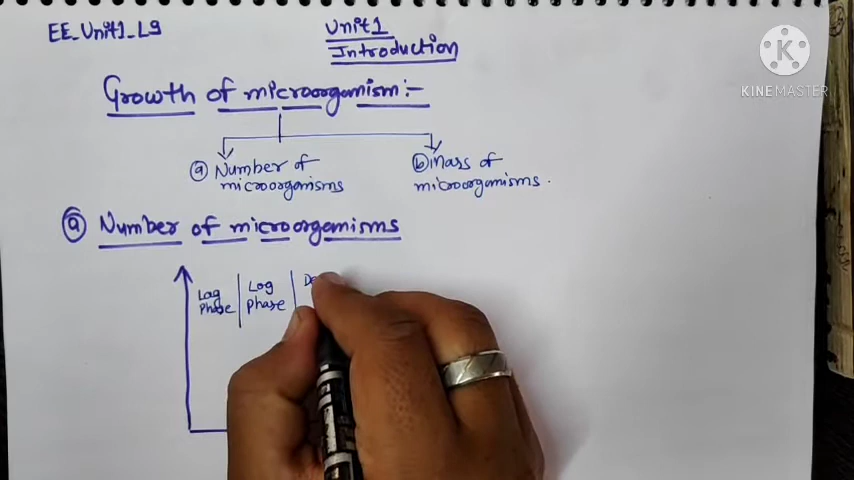 EE_Unit1_L9
Unit1
Introduction
Growth of microorganism:-
ⓐ Number of
microorganisms
ⓑ Mass of
microorganisms.
ⓐ Number of microorganisms
Lag
Phase
Log
Phase
De
KINEMASTER